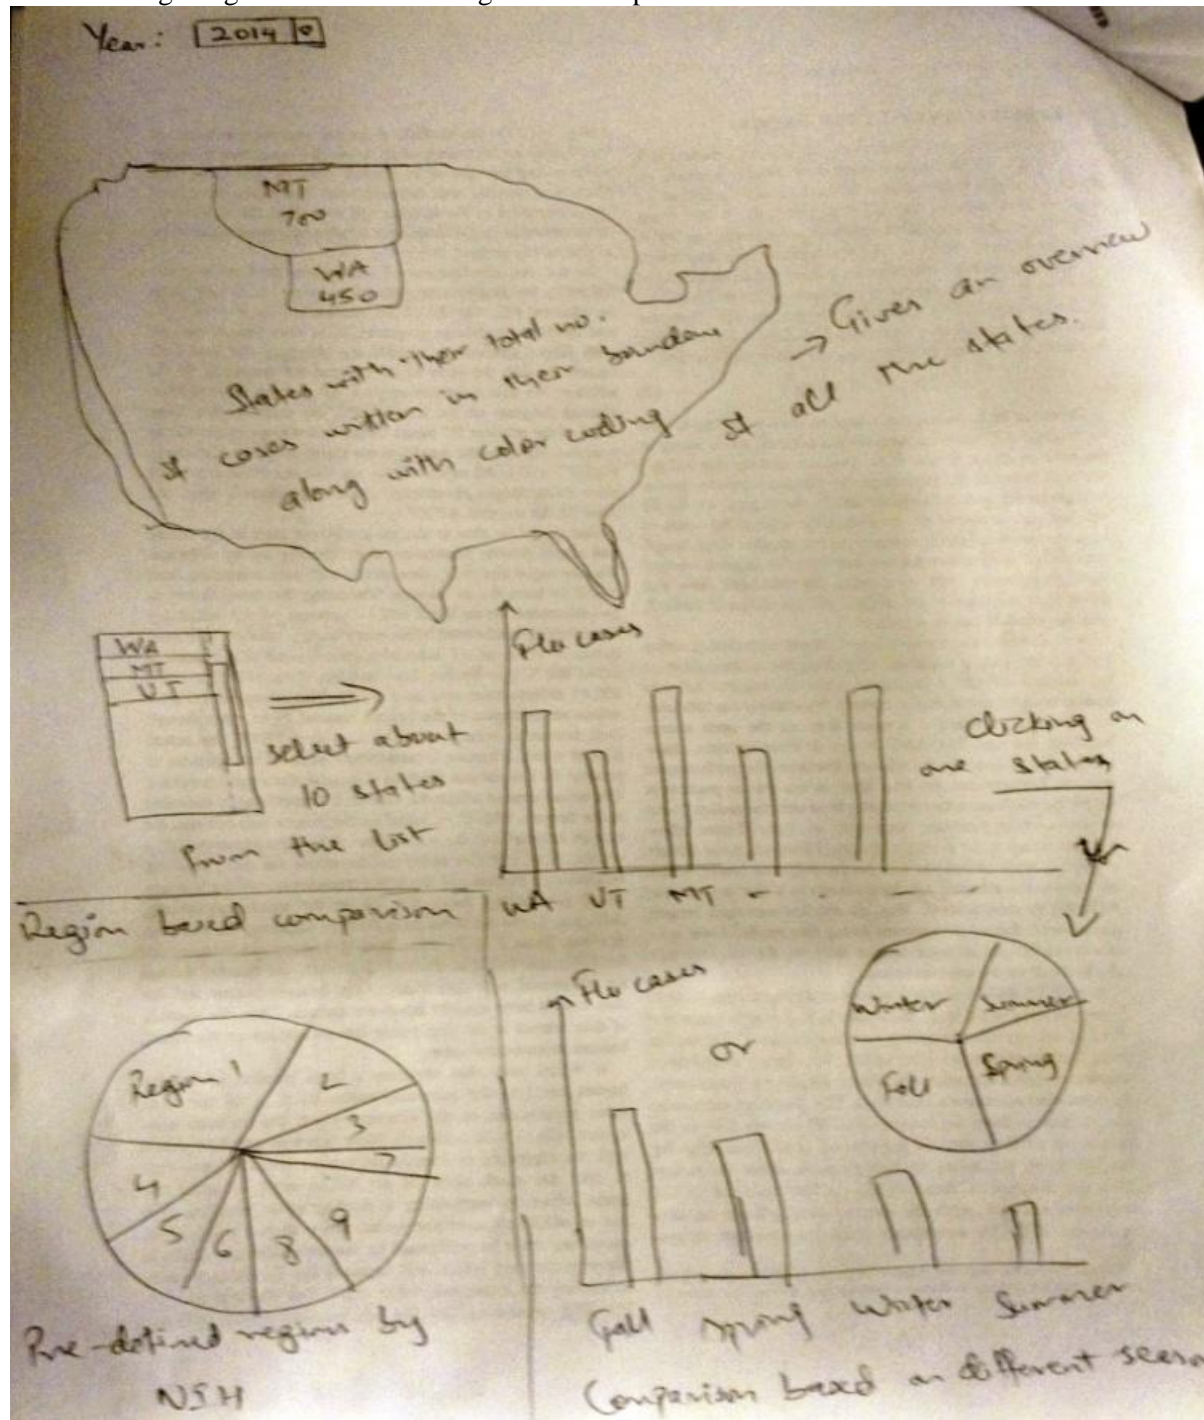 Year: 2014
MT
700
WA
450
States with their total no.
of cases written in their boundary
along with color coding
→ Gives an overview
of all the states.
WA
MT
VT
select about
10 states
from the list
Flu cases
WA VT MT
clicking on
one states
Region based comparison
Region 1
2
3
7
4
5
6
8
9
Pre-defined regions by
Flu cases
or
Winter
Summer
Fall
Spring
Fall Spring Winter Summer
Comparison based on different